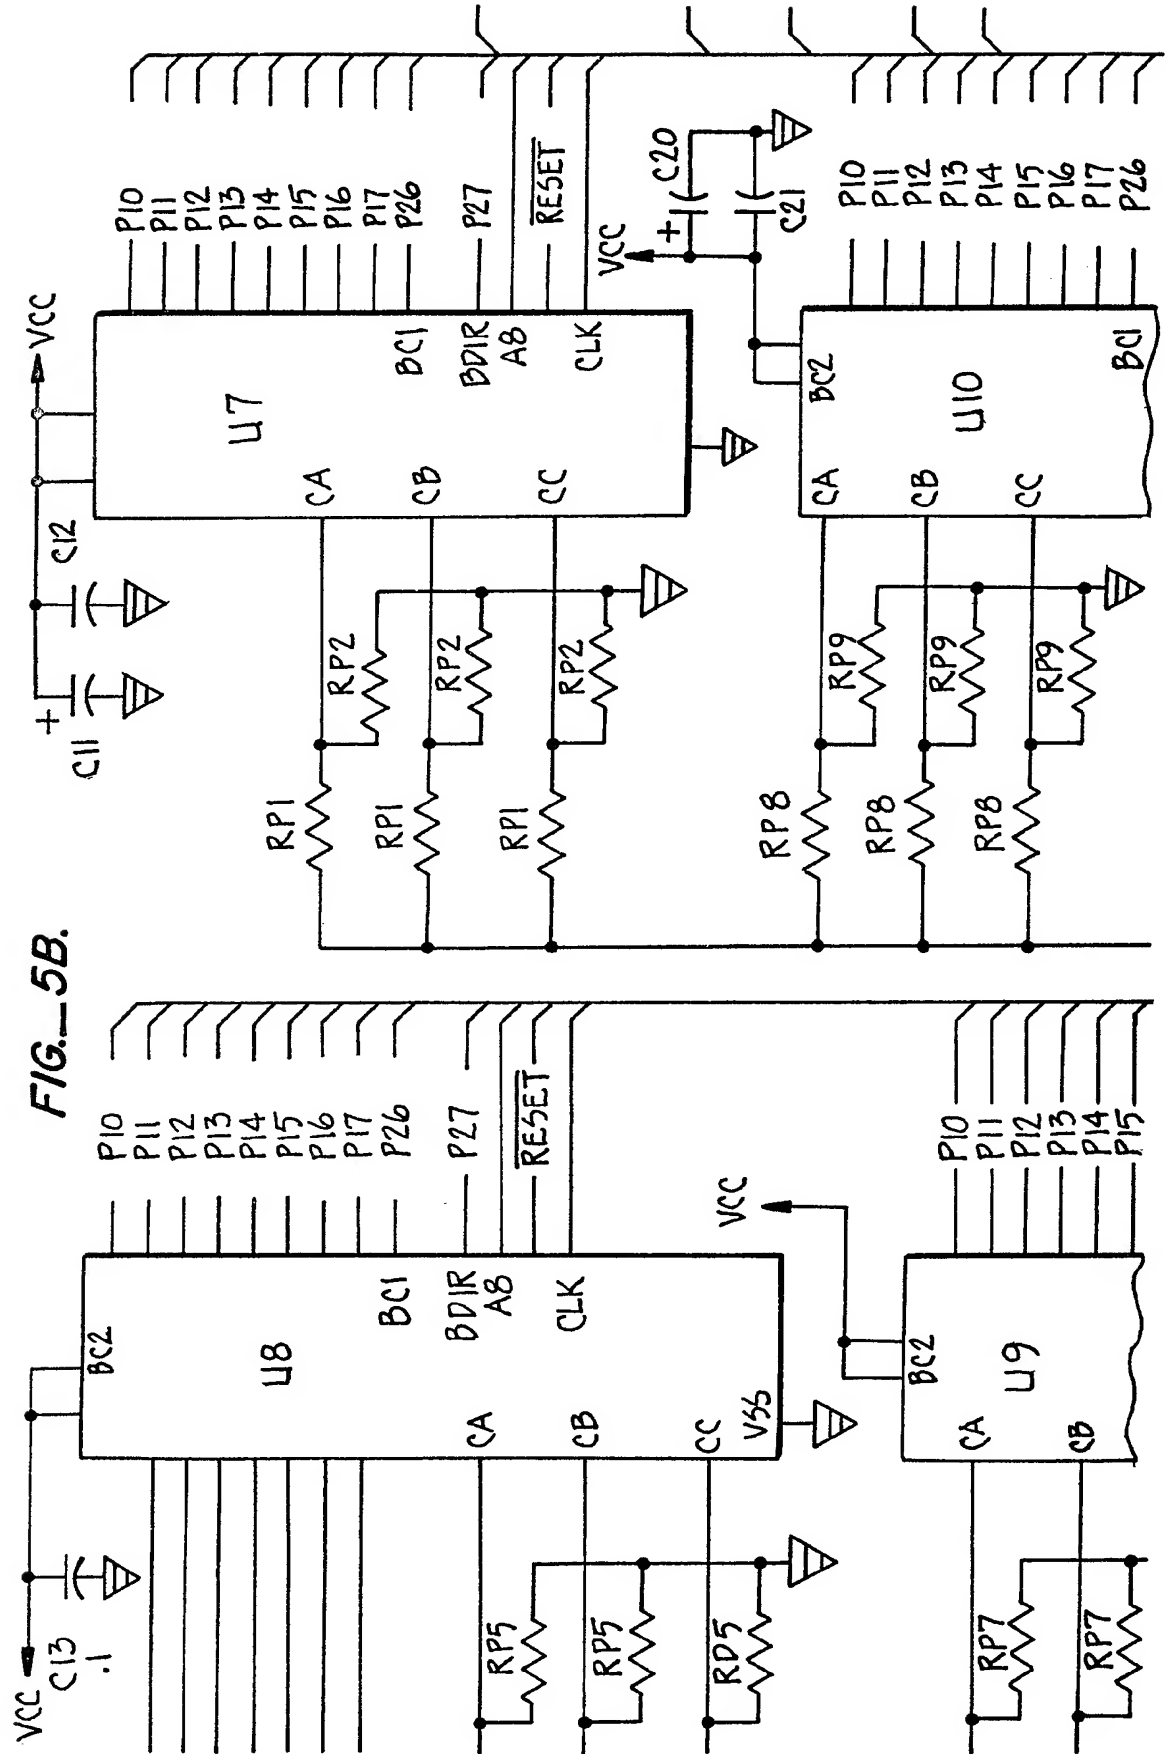 FIG._5B.
C11
+
C12
VCC
U7
CA
CB
CC
BC1
BDIR
A8
CLK
P10
P11
P12
P13
P14
P15
P16
P17
P26
P27
RESET
RP1
RP1
RP1
RP2
RP2
RP2
VCC
+
C20
C21
U10
BC2
CA
CB
CC
BC1
P10
P11
P12
P13
P14
P15
P16
P17
P26
RP8
RP8
RP8
RP9
RP9
RP9
VCC
C13
.1
U8
BC2
BC1
BDIR
A8
CLK
CA
CB
CC
VSS
P10
P11
P12
P13
P14
P15
P16
P17
P26
P27
RESET
RP5
RP5
RD5
VCC
U9
BC2
CA
CB
P10
P11
P12
P13
P14
P15
RP7
RP7